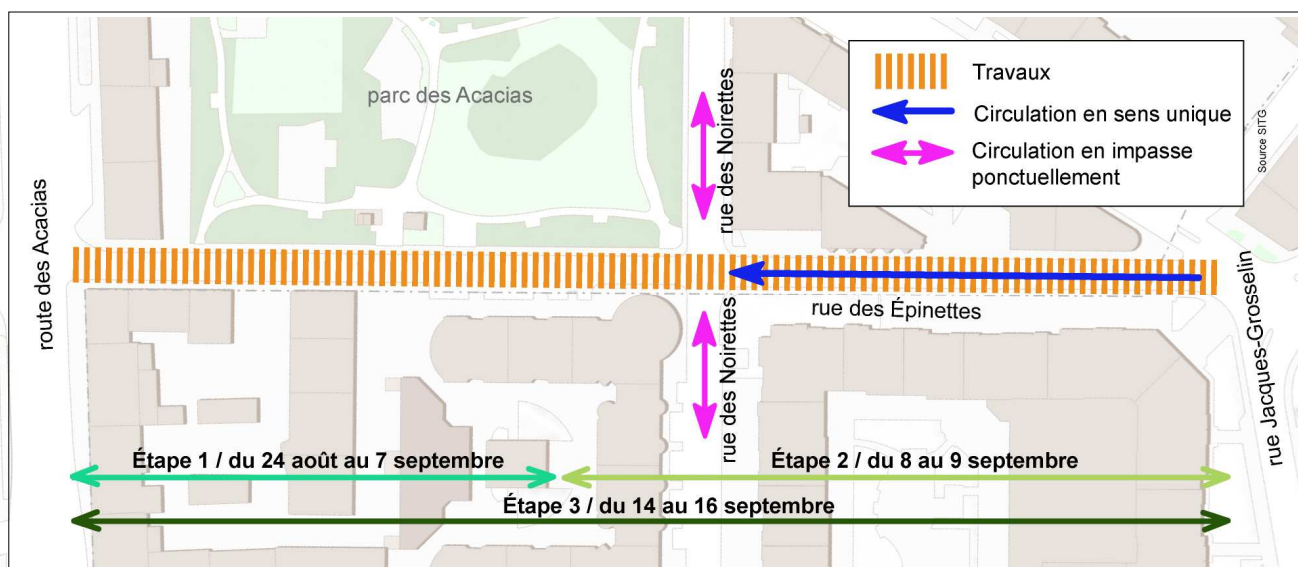 parc des Acacias
rue des Noirettes
Travaux
Circulation en sens unique
Circulation en impasse
ponctuellement
Source SITG
route des Acacias
rue des Épinettes
rue des Noirettes
rue Jacques-Grosselin
Étape 1 / du 24 août au 7 septembre
Étape 2 / du 8 au 9 septembre
Étape 3 / du 14 au 16 septembre